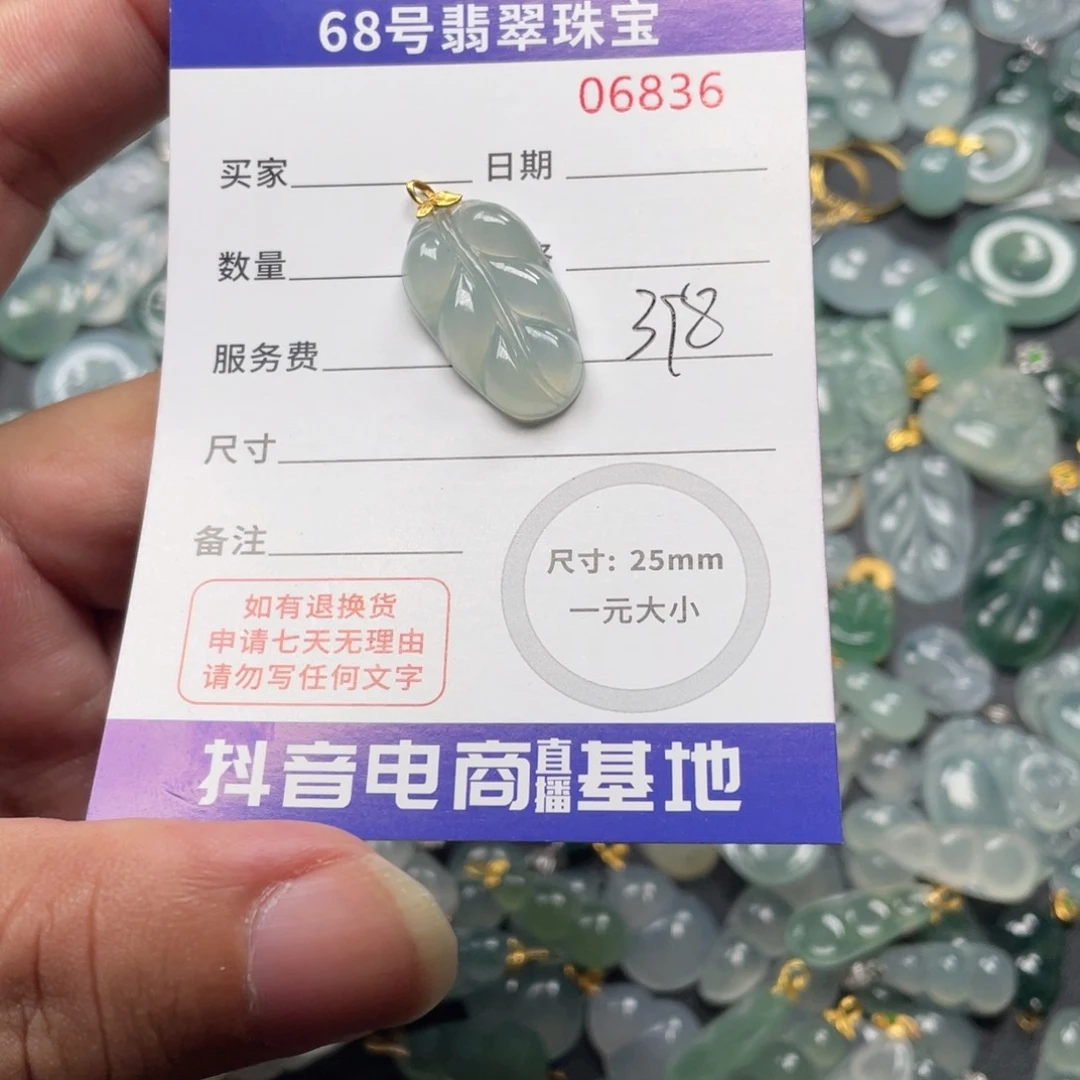 68号翡翠珠宝
06836
买家 日期
数量
358
服务费
尺寸
备注
尺寸: 25mm
一元大小
如有退换货
申请七天无理由
请勿写任何文字
抖音电商直播基地